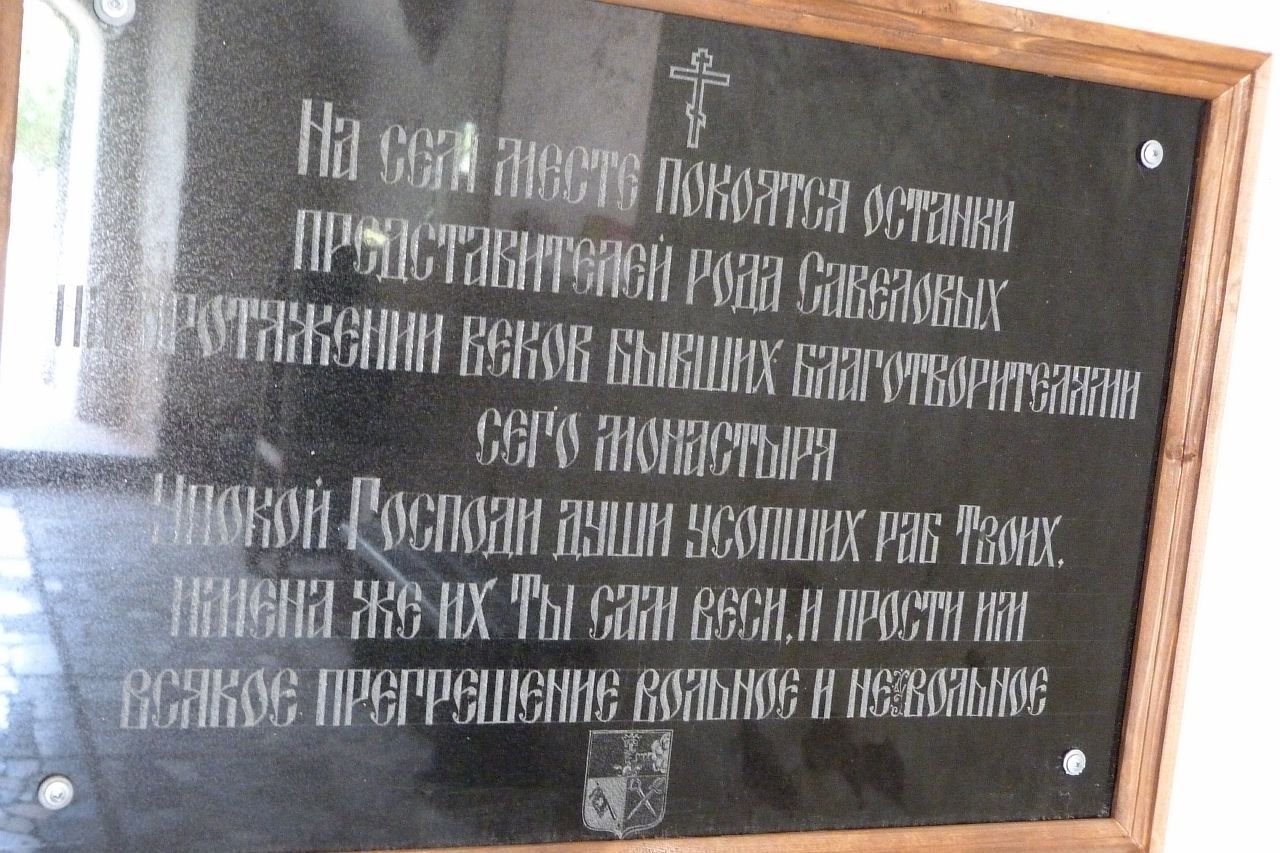 На сем месте покоятся останки
представителей рода Савеловых
на протяжении веков бывших благотворителями
сего монастыря
Упокой Господи души усопших раб Твоих,
имена же их Ты сам веси, и прости им
всякое прегрешение вольное и невольное